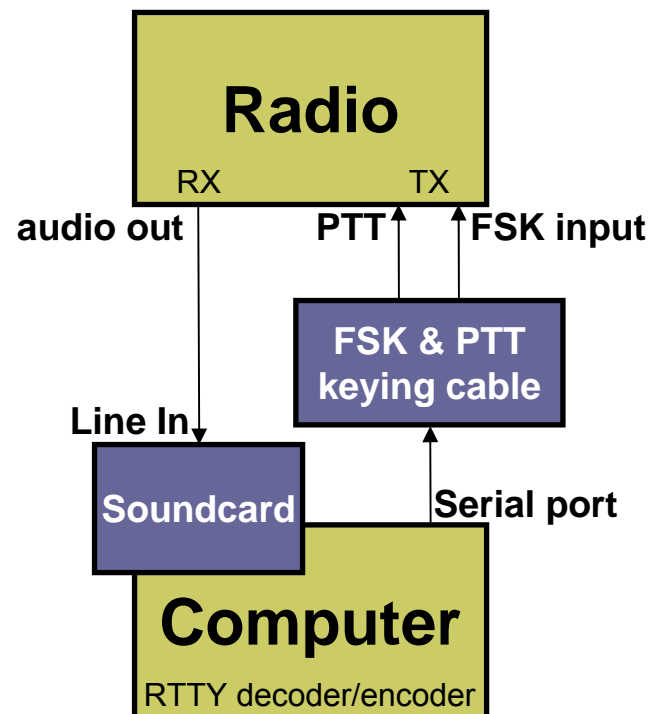 Radio
RX TX
audio out PTT FSK input
FSK & PTT
keying cable
Line In
Soundcard
Serial port
Computer
RTTY decoder/encoder